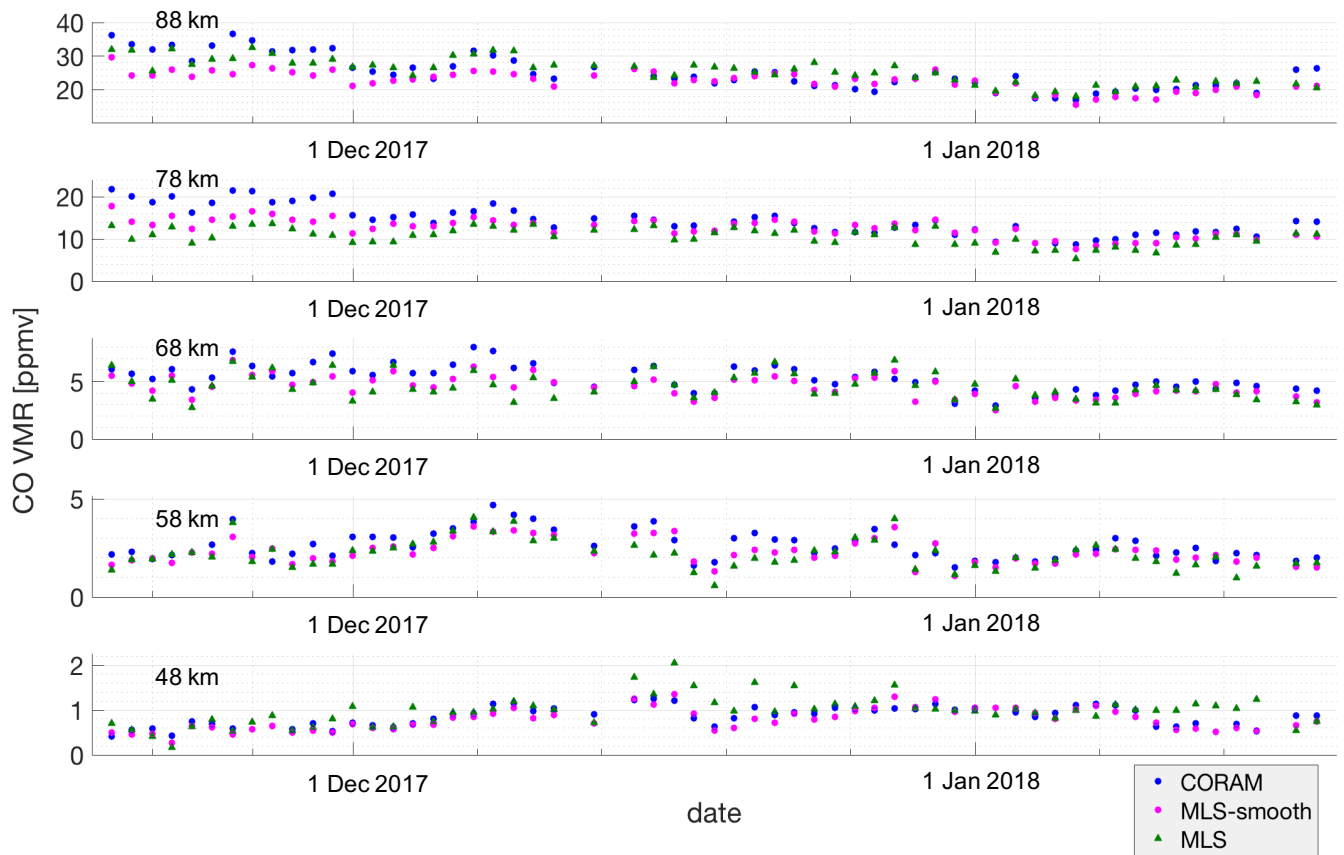 88 km
40
30
20
1 Dec 2017
1 Jan 2018
78 km
20
10
0
1 Dec 2017
1 Jan 2018
68 km
5
0
1 Dec 2017
1 Jan 2018
CO VMR [ppmv]
58 km
5
0
1 Dec 2017
1 Jan 2018
48 km
2
1
0
1 Dec 2017
1 Jan 2018
date
CORAM
MLS-smooth
MLS